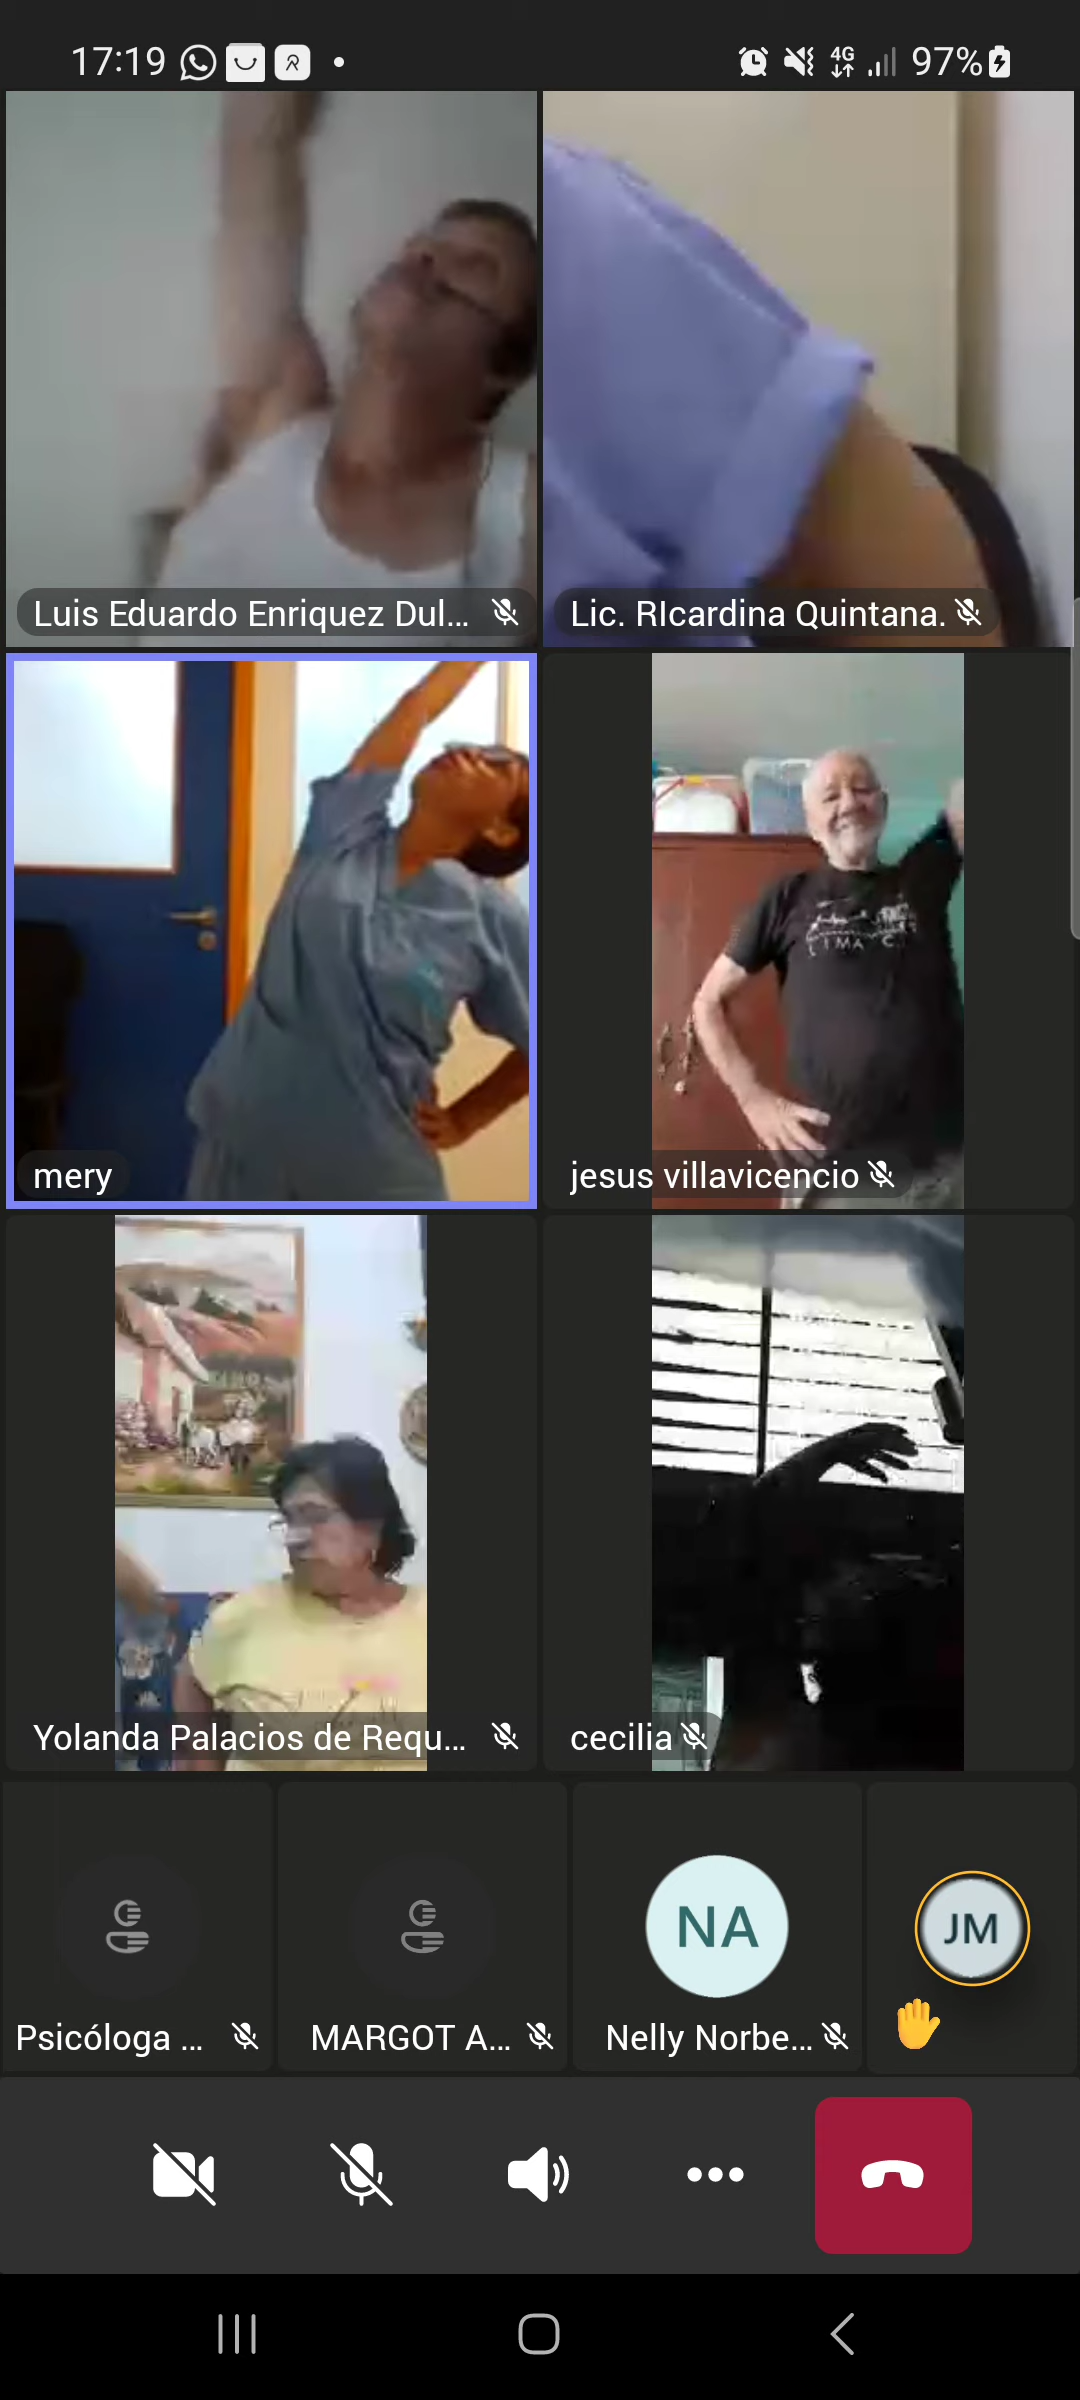 17:19 4G 97%
Luis Eduardo Enriquez Dul...
Lic. RIcardina Quintana.
mery
jesus villavicencio
Yolanda Palacios de Requ...
cecilia
NA
JM
Psicóloga ...
MARGOT A...
Nelly Norbe...